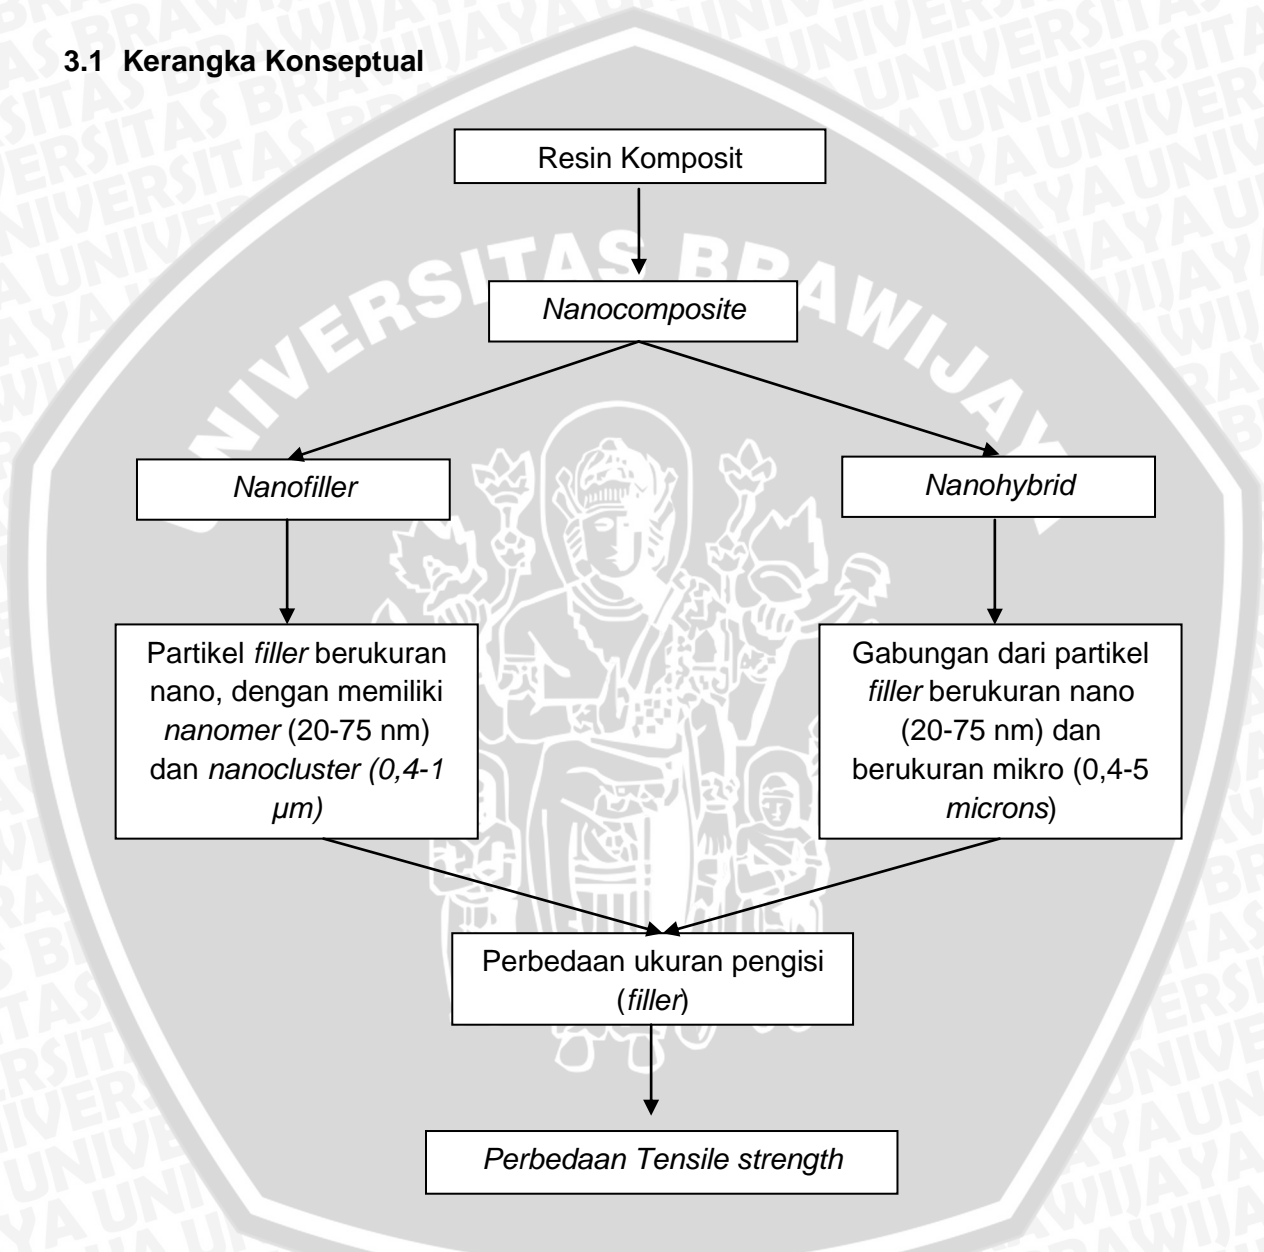 3.1 Kerangka Konseptual
UNIVERSITAS BRAWIJAYA
Resin Komposit
Nanocomposite
Nanofiller
Nanohybrid
Partikel filler berukuran
nano, dengan memiliki
nanomer (20-75 nm)
dan nanocluster (0,4-1
µm)
Gabungan dari partikel
filler berukuran nano
(20-75 nm) dan
berukuran mikro (0,4-5
microns)
Perbedaan ukuran pengisi
(filler)
Perbedaan Tensile strength